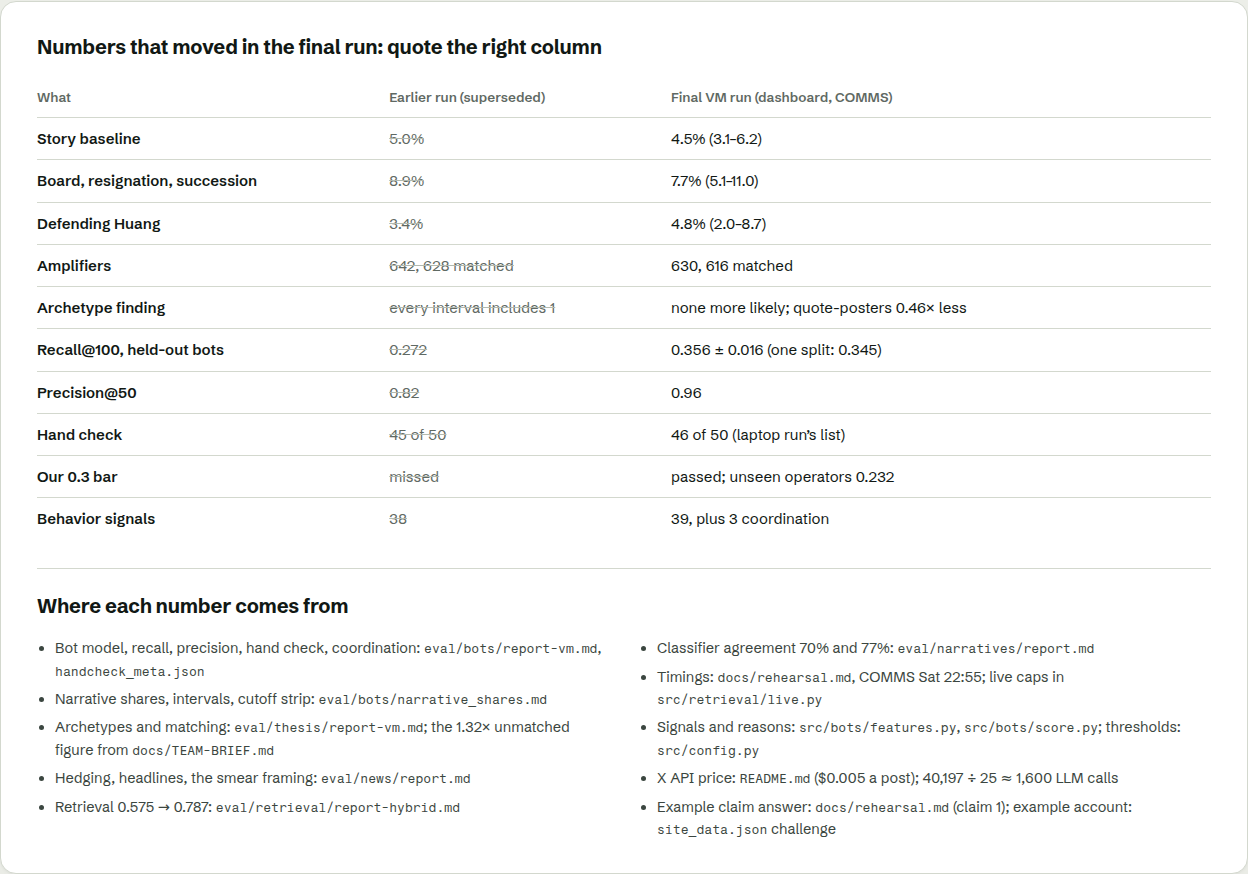 Numbers that moved in the final run: quote the right column
What Earlier run (superseded) Final VM run (dashboard, COMMS)
Story baseline 5.0% 4.5% (3.1–6.2)
Board, resignation, succession 8.9% 7.7% (5.1–11.0)
Defending Huang 3.4% 4.8% (2.0–8.7)
Amplifiers 642, 628 matched 630, 616 matched
Archetype finding every interval includes 1 none more likely; quote-posters 0.46× less
Recall@100, held-out bots 0.272 0.356 ± 0.016 (one split: 0.345)
Precision@50 0.82 0.96
Hand check 45 of 50 46 of 50 (laptop run’s list)
Our 0.3 bar missed passed; unseen operators 0.232
Behavior signals 38 39, plus 3 coordination
Where each number comes from
• Bot model, recall, precision, hand check, coordination: eval/bots/report-vm.md,
handcheck_meta.json
• Narrative shares, intervals, cutoff strip: eval/bots/narrative_shares.md
• Archetypes and matching: eval/thesis/report-vm.md; the 1.32× unmatched
figure from docs/TEAM-BRIEF.md
• Hedging, headlines, the smear framing: eval/news/report.md
• Retrieval 0.575 → 0.787: eval/retrieval/report-hybrid.md
• Classifier agreement 70% and 77%: eval/narratives/report.md
• Timings: docs/rehearsal.md, COMMS Sat 22:55; live caps in
src/retrieval/live.py
• Signals and reasons: src/bots/features.py, src/bots/score.py; thresholds:
src/config.py
• X API price: README.md ($0.005 a post); 40,197 ÷ 25 ≈ 1,600 LLM calls
• Example claim answer: docs/rehearsal.md (claim 1); example account:
site_data.json challenge